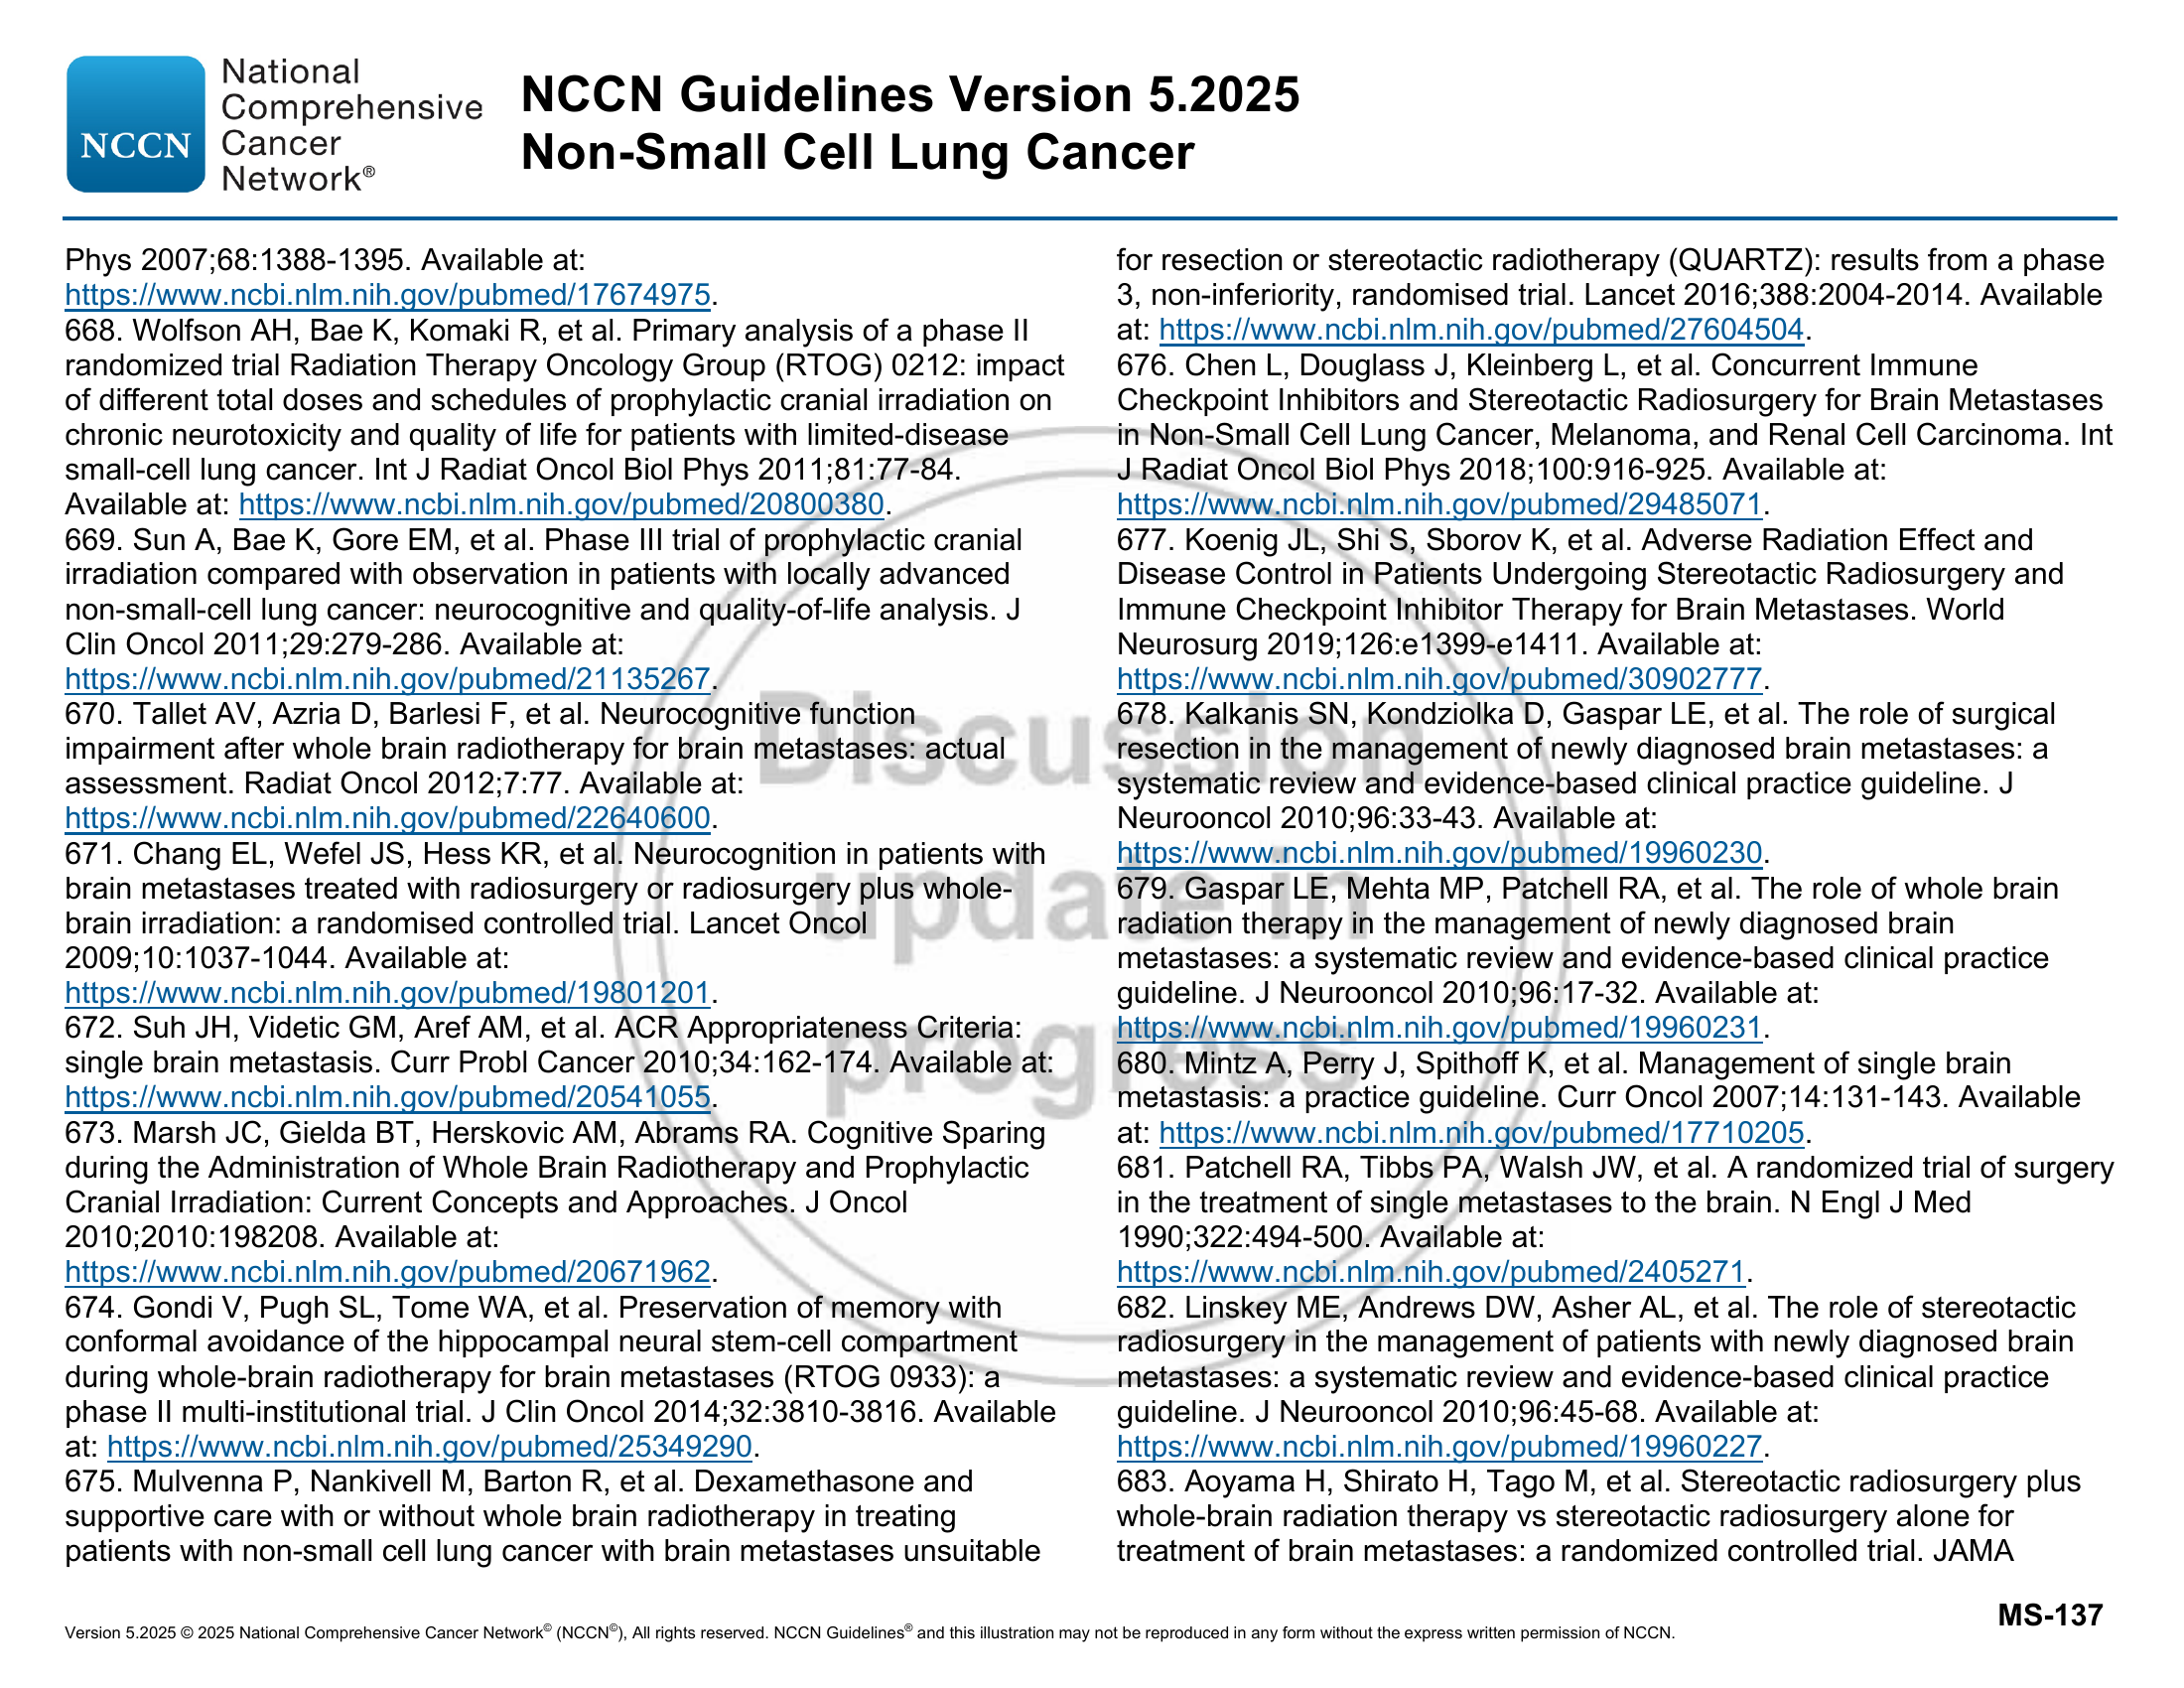 NCCN
National
Comprehensive
Cancer
Network®
NCCN Guidelines Version 5.2025
Non-Small Cell Lung Cancer
Phys 2007;68:1388-1395. Available at:
https://www.ncbi.nlm.nih.gov/pubmed/17674975.
668. Wolfson AH, Bae K, Komaki R, et al. Primary analysis of a phase II
randomized trial Radiation Therapy Oncology Group (RTOG) 0212: impact
of different total doses and schedules of prophylactic cranial irradiation on
chronic neurotoxicity and quality of life for patients with limited-disease
small-cell lung cancer. Int J Radiat Oncol Biol Phys 2011;81:77-84.
Available at: https://www.ncbi.nlm.nih.gov/pubmed/20800380.
669. Sun A, Bae K, Gore EM, et al. Phase III trial of prophylactic cranial
irradiation compared with observation in patients with locally advanced
non-small-cell lung cancer: neurocognitive and quality-of-life analysis. J
Clin Oncol 2011;29:279-286. Available at:
https://www.ncbi.nlm.nih.gov/pubmed/21135267.
670. Tallet AV, Azria D, Barlesi F, et al. Neurocognitive function
impairment after whole brain radiotherapy for brain metastases: actual
assessment. Radiat Oncol 2012;7:77. Available at:
https://www.ncbi.nlm.nih.gov/pubmed/22640600.
671. Chang EL, Wefel JS, Hess KR, et al. Neurocognition in patients with
brain metastases treated with radiosurgery or radiosurgery plus whole-
brain irradiation: a randomised controlled trial. Lancet Oncol
2009;10:1037-1044. Available at:
https://www.ncbi.nlm.nih.gov/pubmed/19801201.
672. Suh JH, Videtic GM, Aref AM, et al. ACR Appropriateness Criteria:
single brain metastasis. Curr Probl Cancer 2010;34:162-174. Available at:
https://www.ncbi.nlm.nih.gov/pubmed/20541055.
673. Marsh JC, Gielda BT, Herskovic AM, Abrams RA. Cognitive Sparing
during the Administration of Whole Brain Radiotherapy and Prophylactic
Cranial Irradiation: Current Concepts and Approaches. J Oncol
2010;2010:198208. Available at:
https://www.ncbi.nlm.nih.gov/pubmed/20671962.
674. Gondi V, Pugh SL, Tome WA, et al. Preservation of memory with
conformal avoidance of the hippocampal neural stem-cell compartment
during whole-brain radiotherapy for brain metastases (RTOG 0933): a
phase II multi-institutional trial. J Clin Oncol 2014;32:3810-3816. Available
at: https://www.ncbi.nlm.nih.gov/pubmed/25349290.
675. Mulvenna P, Nankivell M, Barton R, et al. Dexamethasone and
supportive care with or without whole brain radiotherapy in treating
patients with non-small cell lung cancer with brain metastases unsuitable
for resection or stereotactic radiotherapy (QUARTZ): results from a phase
3, non-inferiority, randomised trial. Lancet 2016;388:2004-2014. Available
at: https://www.ncbi.nlm.nih.gov/pubmed/27604504.
676. Chen L, Douglass J, Kleinberg L, et al. Concurrent Immune
Checkpoint Inhibitors and Stereotactic Radiosurgery for Brain Metastases
in Non-Small Cell Lung Cancer, Melanoma, and Renal Cell Carcinoma. Int
J Radiat Oncol Biol Phys 2018;100:916-925. Available at:
https://www.ncbi.nlm.nih.gov/pubmed/29485071.
677. Koenig JL, Shi S, Sborov K, et al. Adverse Radiation Effect and
Disease Control in Patients Undergoing Stereotactic Radiosurgery and
Immune Checkpoint Inhibitor Therapy for Brain Metastases. World
Neurosurg 2019;126:e1399-e1411. Available at:
https://www.ncbi.nlm.nih.gov/pubmed/30902777.
678. Kalkanis SN, Kondziolka D, Gaspar LE, et al. The role of surgical
resection in the management of newly diagnosed brain metastases: a
systematic review and evidence-based clinical practice guideline. J
Neurooncol 2010;96:33-43. Available at:
https://www.ncbi.nlm.nih.gov/pubmed/19960230.
679. Gaspar LE, Mehta MP, Patchell RA, et al. The role of whole brain
radiation therapy in the management of newly diagnosed brain
metastases: a systematic review and evidence-based clinical practice
guideline. J Neurooncol 2010;96:17-32. Available at:
https://www.ncbi.nlm.nih.gov/pubmed/19960231.
680. Mintz A, Perry J, Spithoff K, et al. Management of single brain
metastasis: a practice guideline. Curr Oncol 2007;14:131-143. Available
at: https://www.ncbi.nlm.nih.gov/pubmed/17710205.
681. Patchell RA, Tibbs PA, Walsh JW, et al. A randomized trial of surgery
in the treatment of single metastases to the brain. N Engl J Med
1990;322:494-500. Available at:
https://www.ncbi.nlm.nih.gov/pubmed/2405271.
682. Linskey ME, Andrews DW, Asher AL, et al. The role of stereotactic
radiosurgery in the management of patients with newly diagnosed brain
metastases: a systematic review and evidence-based clinical practice
guideline. J Neurooncol 2010;96:45-68. Available at:
https://www.ncbi.nlm.nih.gov/pubmed/19960227.
683. Aoyama H, Shirato H, Tago M, et al. Stereotactic radiosurgery plus
whole-brain radiation therapy vs stereotactic radiosurgery alone for
treatment of brain metastases: a randomized controlled trial. JAMA
Discussion
update in
progress
MS-137
Version 5.2025 © 2025 National Comprehensive Cancer Network© (NCCN©), All rights reserved. NCCN Guidelines® and this illustration may not be reproduced in any form without the express written permission of NCCN.